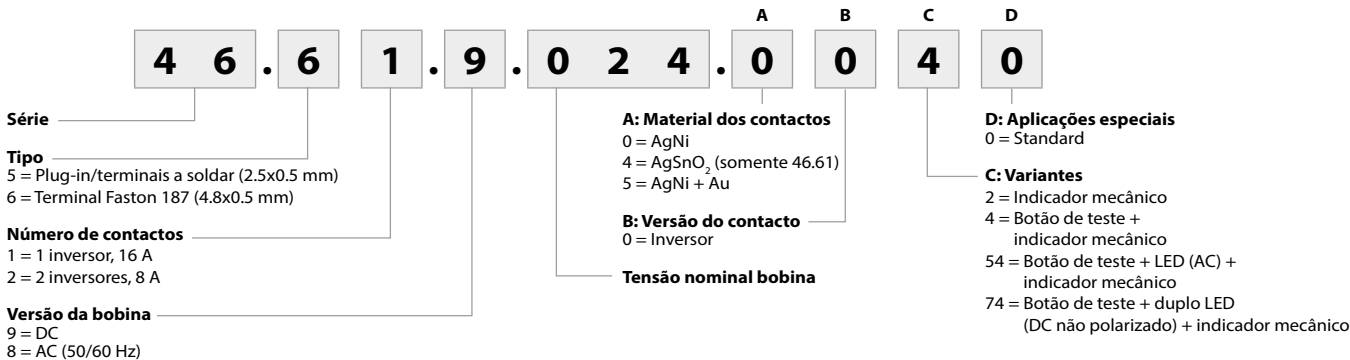 A B C D
4 6 . 6 1 . 9 . 0 2 4 . 0 0 4 0
Série
Tipo
5 = Plug-in/terminais a soldar (2.5x0.5 mm)
6 = Terminal Faston 187 (4.8x0.5 mm)
Número de contactos
1 = 1 inversor, 16 A
2 = 2 inversores, 8 A
Versão da bobina
9 = DC
8 = AC (50/60 Hz)
A: Material dos contactos
0 = AgNi
4 = AgSnO₂ (somente 46.61)
5 = AgNi + Au
B: Versão do contacto
0 = Inversor
Tensão nominal bobina
D: Aplicações especiais
0 = Standard
C: Variantes
2 = Indicador mecânico
4 = Botão de teste +
indicador mecânico
54 = Botão de teste + LED (AC) +
indicador mecânico
74 = Botão de teste + duplo LED
(DC não polarizado) + indicador mecânico